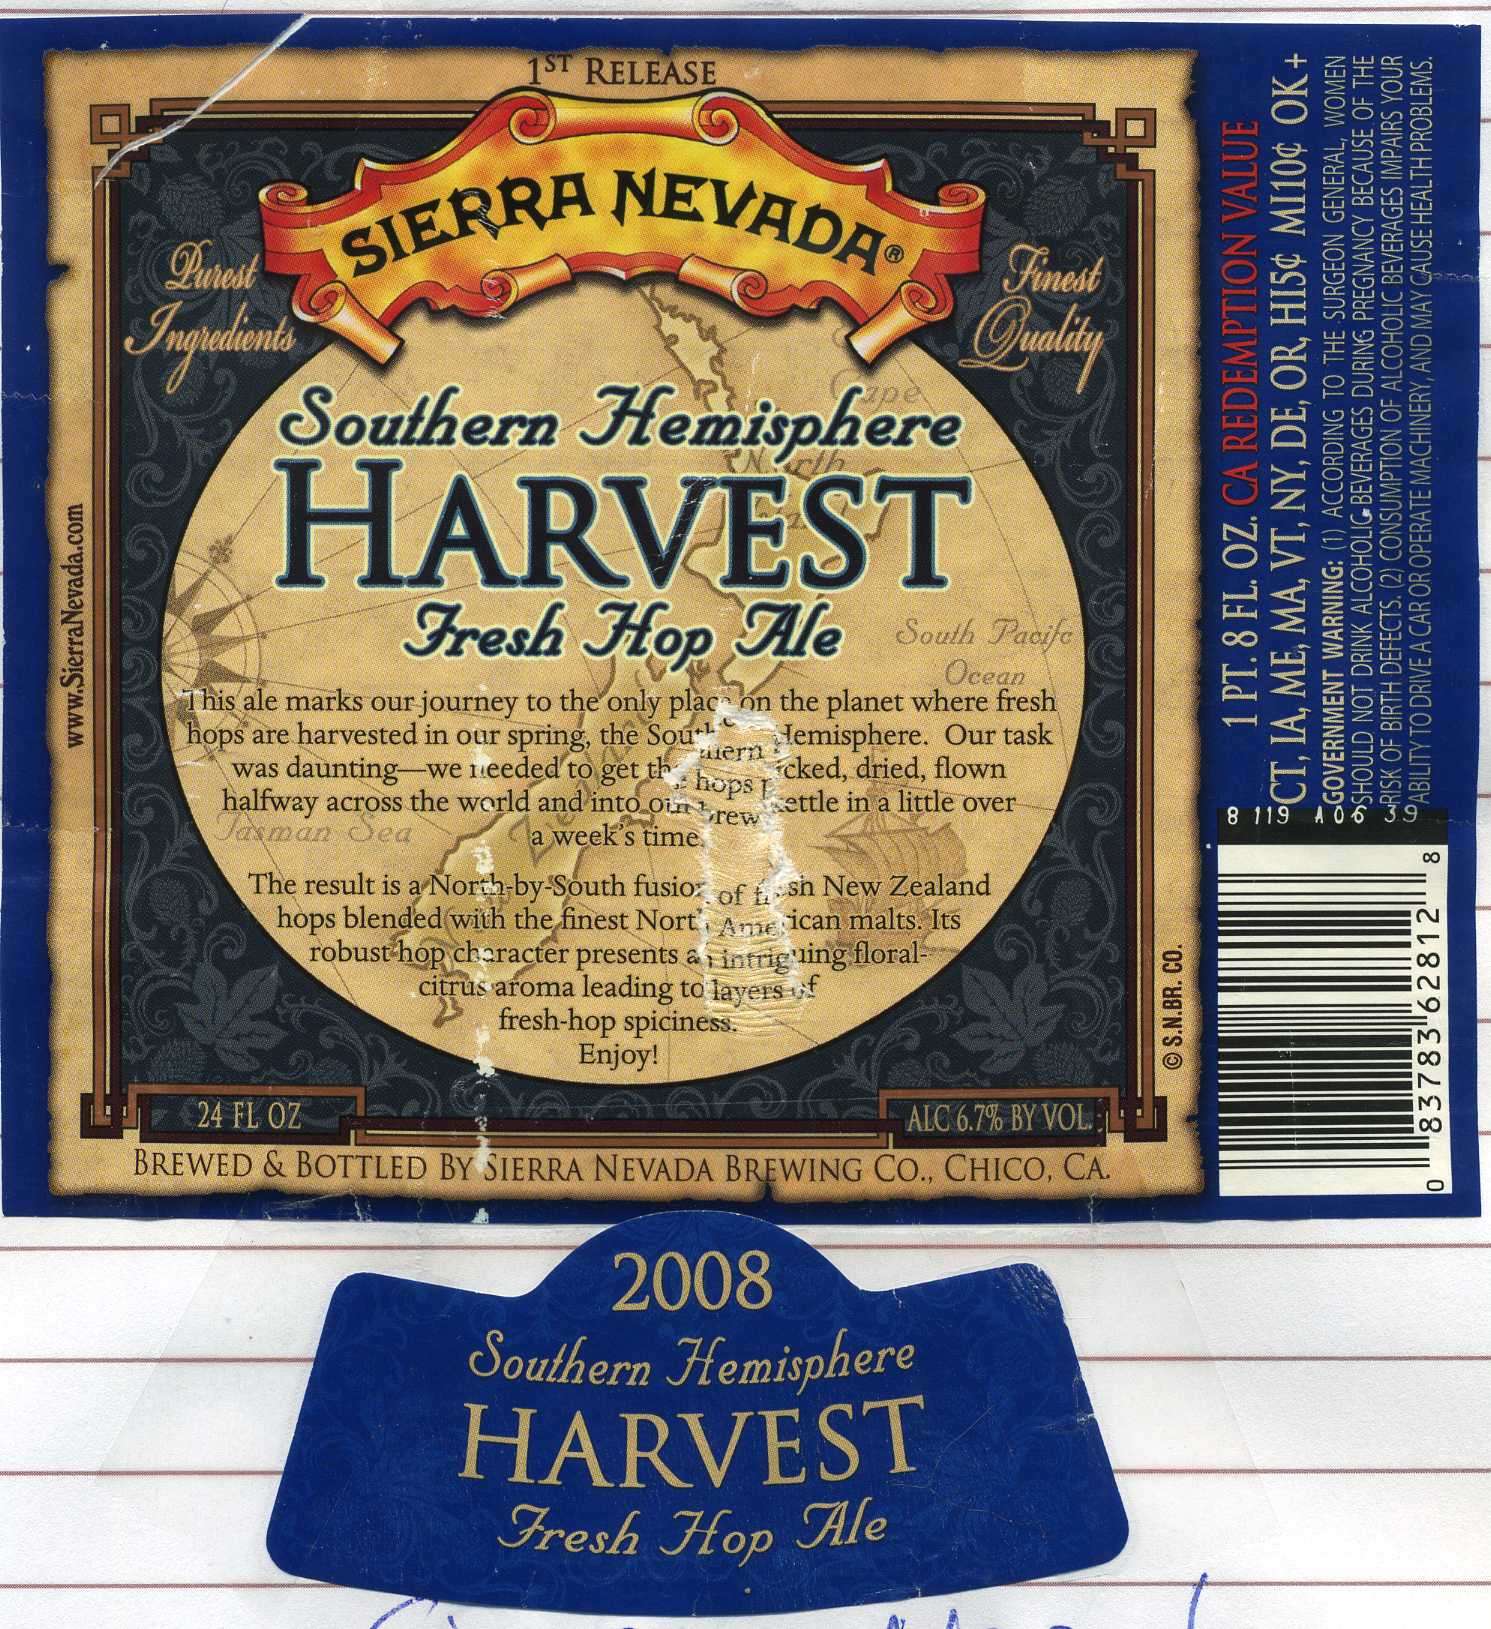 1ST RELEASE
SIERRA NEVADA®
Purest
Ingredients
Finest
Quality
Cape
Southern Hemisphere
HARVEST
Fresh Hop Ale
South Pacifc
Ocean
Tasman Sea
This ale marks our journey to the only place on the planet where fresh
hops are harvested in our spring, the Southern Hemisphere. Our task
was daunting—we needed to get the hops picked, dried, flown
halfway across the world and into our brew kettle in a little over
a week's time.
The result is a North-by-South fusion of fresh New Zealand
hops blended with the finest North American malts. Its
robust hop character presents an intriguing floral-
citrus aroma leading to layers of
fresh-hop spiciness.
Enjoy!
24 FL OZ
ALC 6.7% BY VOL.
BREWED & BOTTLED BY SIERRA NEVADA BREWING CO., CHICO, CA.
www.SierraNevada.com
© S.N.BR. CO.
1 PT. 8 FL. OZ. CA REDEMPTION VALUE
CT, IA, ME, MA, VT, NY, DE, OR, HI5¢ MI10¢ OK+
GOVERNMENT WARNING: (1) ACCORDING TO THE SURGEON GENERAL, WOMEN
SHOULD NOT DRINK ALCOHOLIC BEVERAGES DURING PREGNANCY BECAUSE OF THE
RISK OF BIRTH DEFECTS. (2) CONSUMPTION OF ALCOHOLIC BEVERAGES IMPAIRS YOUR
ABILITY TO DRIVE A CAR OR OPERATE MACHINERY, AND MAY CAUSE HEALTH PROBLEMS.
8 119 A06 39
0 83783 62812 8
2008
Southern Hemisphere
HARVEST
Fresh Hop Ale